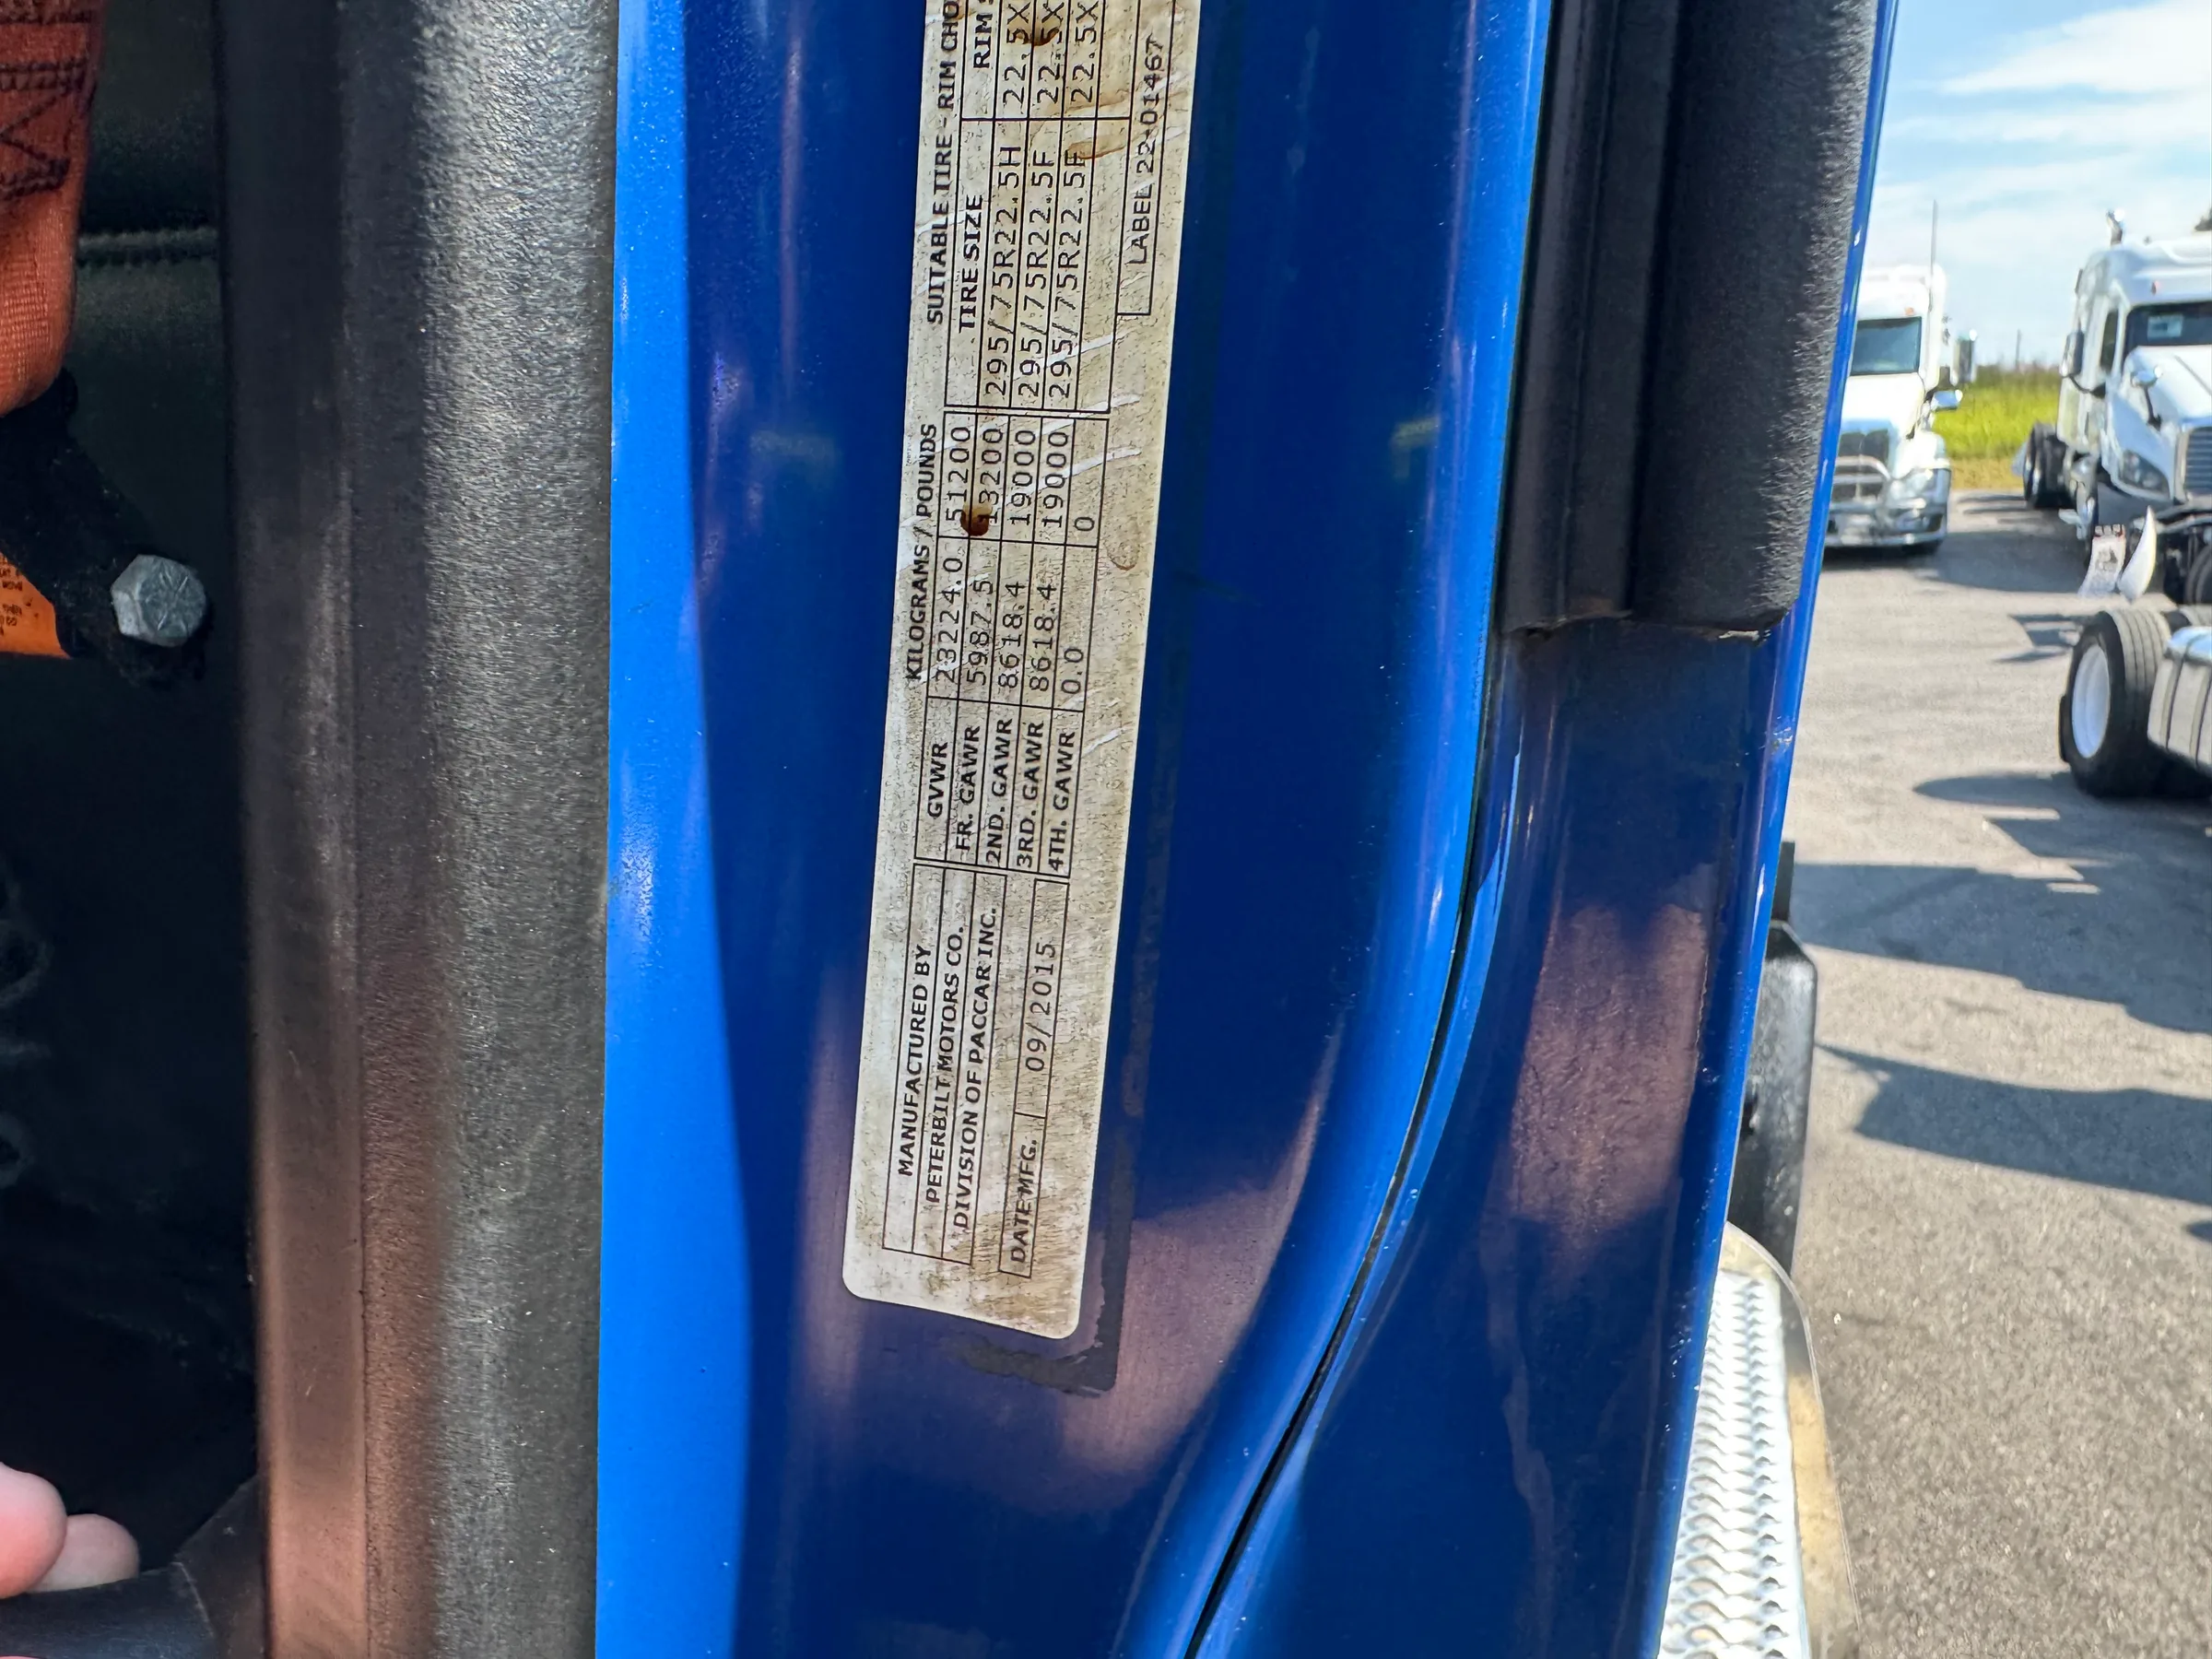 MANUFACTURED BY
PETERBILT MOTORS CO.
DIVISION OF PACCAR INC.
DATE MFG. 09/2015
KILOGRAMS / POUNDS
GVWR 23224.0 51200
FR. GAWR 5987.5 13200
2ND. GAWR 8618.4 19000
3RD. GAWR 8618.4 19000
4TH. GAWR 0.0 0
SUITABLE TIRE - RIM CHO
TIRE SIZE RIM
295/75R22.5H 22.5X
295/75R22.5F 22.5X
295/75R22.5F 22.5X
LABEL 22-01467